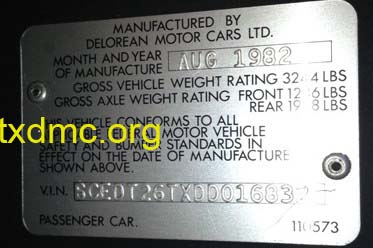 MANUFACTURED BY
DELOREAN MOTOR CARS LTD.
MONTH AND YEAR
OF MANUFACTURE AUG 1982
GROSS VEHICLE WEIGHT RATING LBS
GROSS AXLE WEIGHT RATING FRONT LBS
REAR LBS
txdmc.org
THIS VEHICLE CONFORMS TO ALL
MOTOR VEHICLE
SAFETY AND BUMPER STANDARDS IN
EFFECT ON THE DATE OF MANUFACTURE
SHOWN ABOVE.
V.I.N.
PASSENGER CAR. 110573